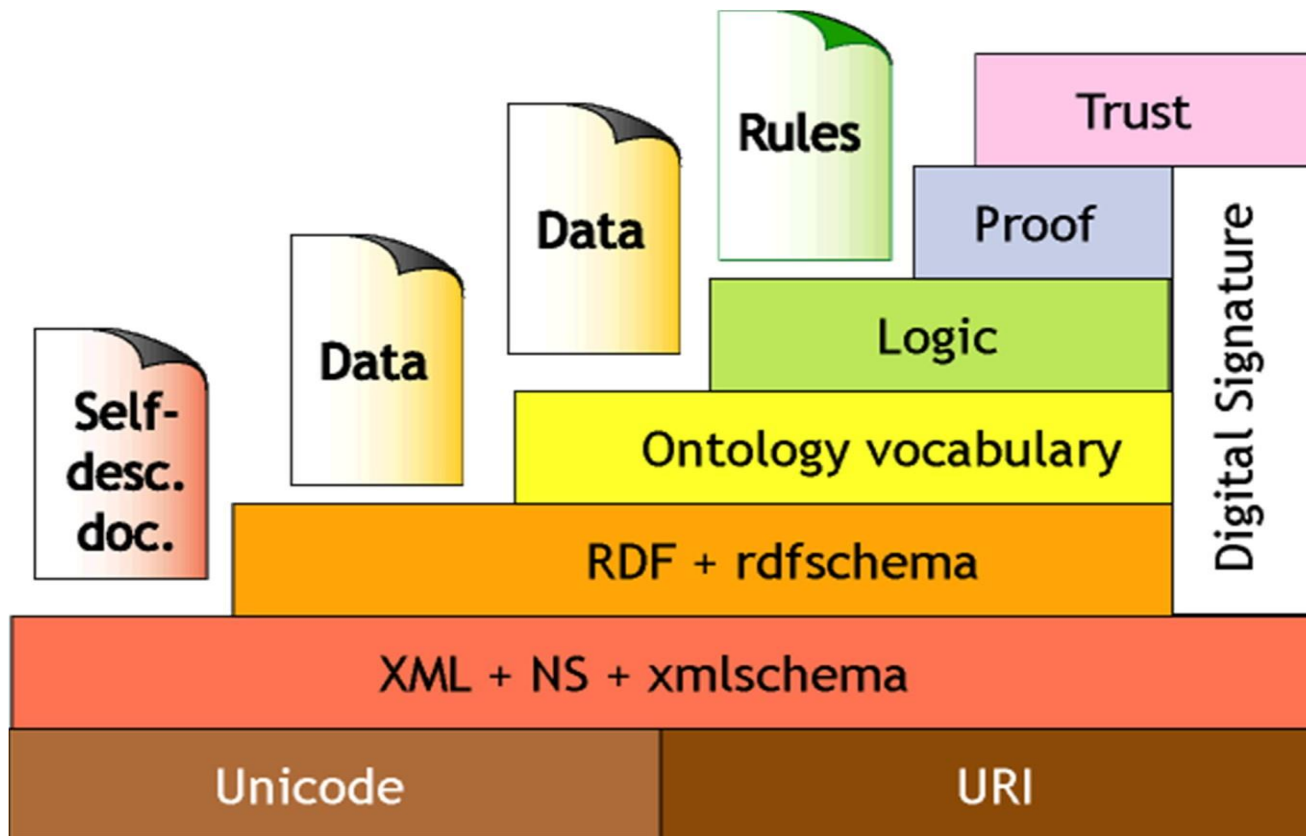 Rules
Trust
Data
Proof
Data
Logic
Self-
desc.
doc.
Ontology vocabulary
Digital Signature
RDF + rdfschema
XML + NS + xmlschema
Unicode
URI